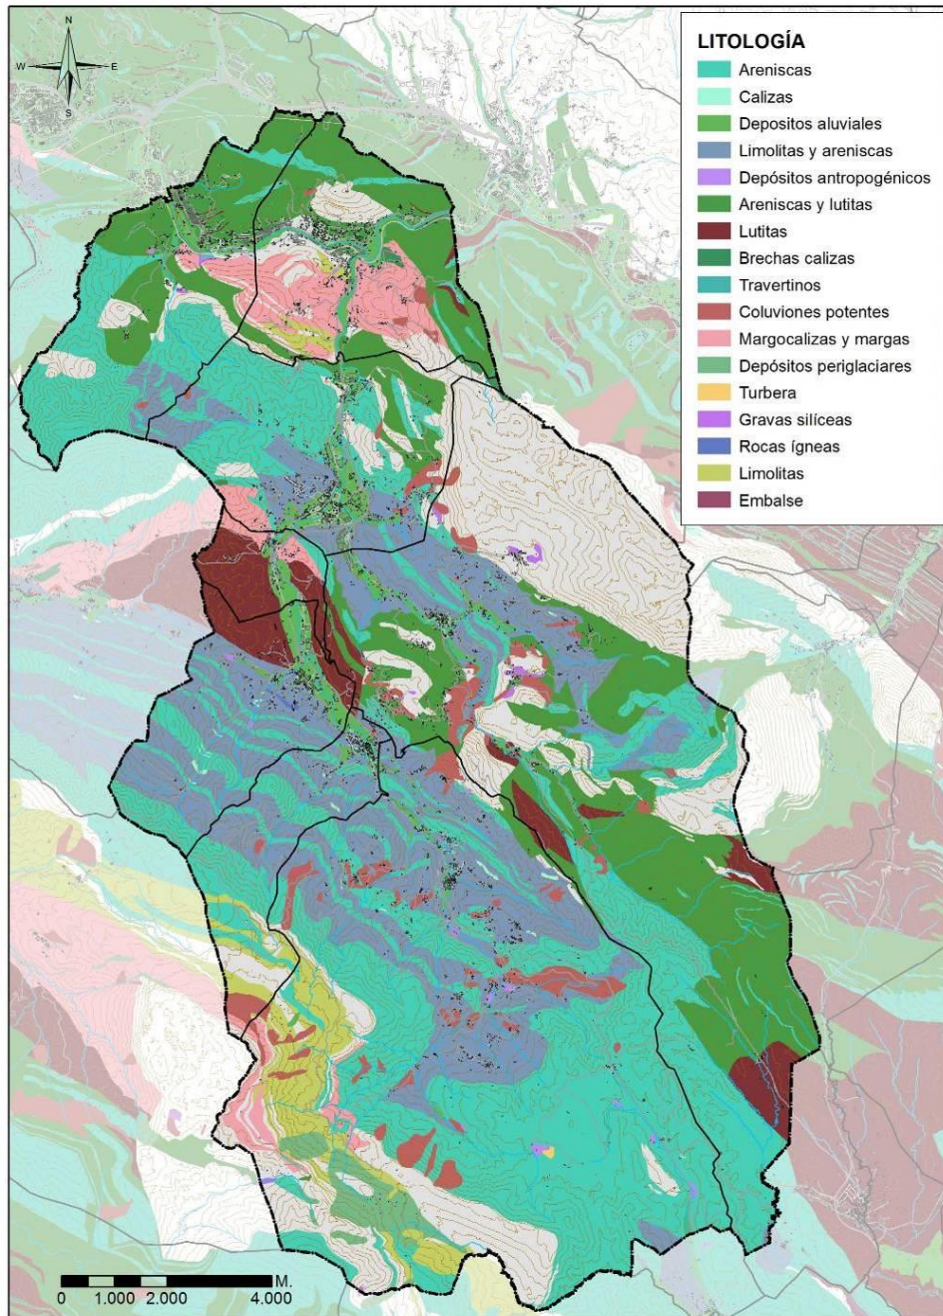 N
W E
S
LITOLOGÍA
Areniscas
Calizas
Depositos aluviales
Limolitas y areniscas
Depósitos antropogénicos
Areniscas y lutitas
Lutitas
Brechas calizas
Travertinos
Coluviones potentes
Margocalizas y margas
Depósitos periglaciares
Turbera
Gravas silíceas
Rocas ígneas
Limolitas
Embalse
M.
0 1.000 2.000 4.000